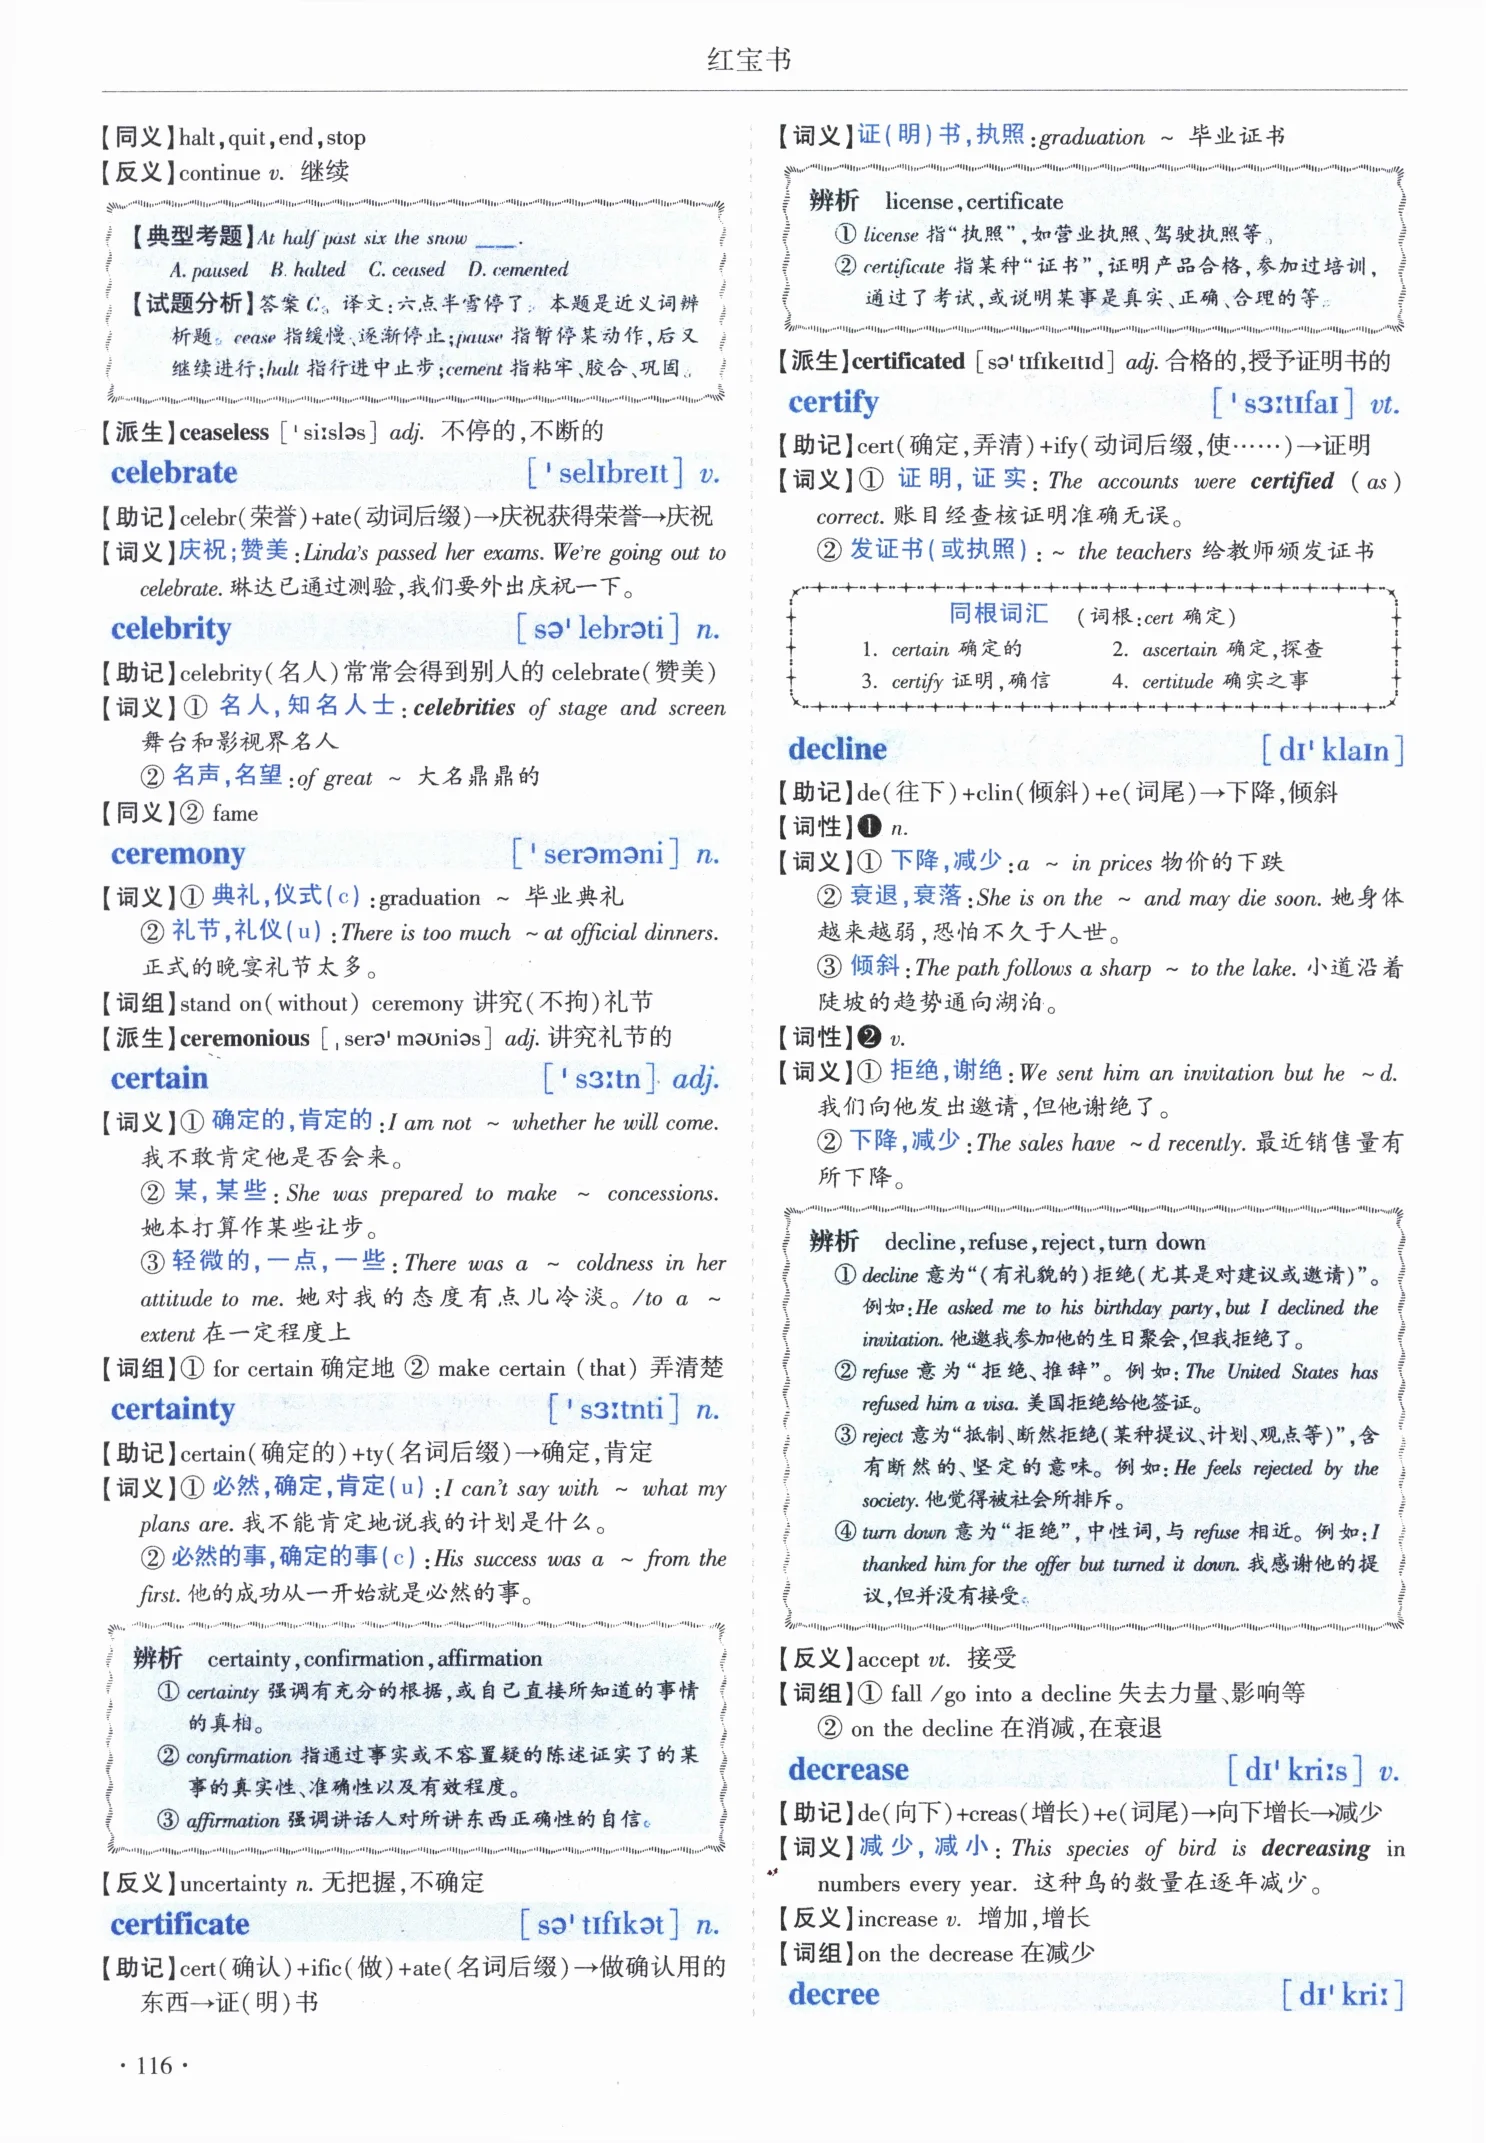 红宝书
【同义】halt,quit,end,stop
【反义】continue v. 继续
【典型考题】At half past six the snow ___.
A. paused B. halted C. ceased D. cemented
【试题分析】答案 C。译文:六点半雪停了。本题是近义词辨
析题。cease 指缓慢、逐渐停止;pause 指暂停某动作,后又
继续进行;halt 指行进中止步;cement 指粘牢、胶合、巩固。
【派生】ceaseless [ˈsiːsləs] adj. 不停的,不断的
celebrate [ˈselɪbreɪt] v.
【助记】celebr(荣誉)+ate(动词后缀)→庆祝获得荣誉→庆祝
【词义】庆祝;赞美:Linda's passed her exams. We're going out to
celebrate. 琳达已通过测验,我们要外出庆祝一下。
celebrity [səˈlebrəti] n.
【助记】celebrity(名人)常常会得到别人的 celebrate(赞美)
【词义】① 名人,知名人士:celebrities of stage and screen
舞台和影视界名人
② 名声,名望:of great ~ 大名鼎鼎的
【同义】② fame
ceremony [ˈserəməni] n.
【词义】① 典礼,仪式(c):graduation ~ 毕业典礼
② 礼节,礼仪(u):There is too much ~ at official dinners.
正式的晚宴礼节太多。
【词组】stand on(without) ceremony 讲究(不拘)礼节
【派生】ceremonious [ˌserəˈməʊniəs] adj. 讲究礼节的
certain [ˈsɜːtn] adj.
【词义】① 确定的,肯定的:I am not ~ whether he will come.
我不敢肯定他是否会来。
② 某,某些:She was prepared to make ~ concessions.
她本打算作某些让步。
③ 轻微的,一点,一些:There was a ~ coldness in her
attitude to me. 她对我的态度有点儿冷淡。/to a ~
extent 在一定程度上
【词组】① for certain 确定地 ② make certain (that) 弄清楚
certainty [ˈsɜːtnti] n.
【助记】certain(确定的)+ty(名词后缀)→确定,肯定
【词义】① 必然,确定,肯定(u):I can't say with ~ what my
plans are. 我不能肯定地说我的计划是什么。
② 必然的事,确定的事(c):His success was a ~ from the
first. 他的成功从一开始就是必然的事。
辨析 certainty,confirmation,affirmation
① certainty 强调有充分的根据,或自己直接所知道的事情
的真相。
② confirmation 指通过事实或不容置疑的陈述证实了的某
事的真实性、准确性以及有效程度。
③ affirmation 强调讲话人对所讲东西正确性的自信。
【反义】uncertainty n. 无把握,不确定
certificate [səˈtɪfɪkət] n.
【助记】cert(确认)+ific(做)+ate(名词后缀)→做确认用的
东西→证(明)书
· 116 ·
【词义】证(明)书,执照:graduation ~ 毕业证书
辨析 license,certificate
① license 指“执照”,如营业执照、驾驶执照等。
② certificate 指某种“证书”,证明产品合格,参加过培训,
通过了考试,或说明某事是真实、正确、合理的等。
【派生】certificated [səˈtɪfɪkeɪtɪd] adj. 合格的,授予证明书的
certify [ˈsɜːtɪfaɪ] vt.
【助记】cert(确定,弄清)+ify(动词后缀,使……)→证明
【词义】① 证明,证实:The accounts were certified (as)
correct. 账目经查核证明准确无误。
② 发证书(或执照):~ the teachers 给教师颁发证书
同根词汇 (词根:cert 确定)
1. certain 确定的 2. ascertain 确定,探查
3. certify 证明,确信 4. certitude 确实之事
decline [dɪˈklaɪn]
【助记】de(往下)+clin(倾斜)+e(词尾)→下降,倾斜
【词性】❶ n.
【词义】① 下降,减少:a ~ in prices 物价的下跌
② 衰退,衰落:She is on the ~ and may die soon. 她身体
越来越弱,恐怕不久于人世。
③ 倾斜:The path follows a sharp ~ to the lake. 小道沿着
陡坡的趋势通向湖泊。
【词性】❷ v.
【词义】① 拒绝,谢绝:We sent him an invitation but he ~d.
我们向他发出邀请,但他谢绝了。
② 下降,减少:The sales have ~d recently. 最近销售量有
所下降。
辨析 decline,refuse,reject,turn down
① decline 意为“(有礼貌的)拒绝(尤其是对建议或邀请)”。
例如:He asked me to his birthday party,but I declined the
invitation. 他邀我参加他的生日聚会,但我拒绝了。
② refuse 意为“拒绝、推辞”。例如:The United States has
refused him a visa. 美国拒绝给他签证。
③ reject 意为“抵制、断然拒绝(某种提议、计划、观点等)”,含
有断然的、坚定的意味。例如:He feels rejected by the
society. 他觉得被社会所排斥。
④ turn down 意为“拒绝”,中性词,与 refuse 相近。例如:I
thanked him for the offer but turned it down. 我感谢他的提
议,但并没有接受。
【反义】accept vt. 接受
【词组】① fall /go into a decline 失去力量、影响等
② on the decline 在消减,在衰退
decrease [dɪˈkriːs] v.
【助记】de(向下)+creas(增长)+e(词尾)→向下增长→减少
【词义】减少,减小:This species of bird is decreasing in
numbers every year. 这种鸟的数量在逐年减少。
【反义】increase v. 增加,增长
【词组】on the decrease 在减少
decree [dɪˈkriː]